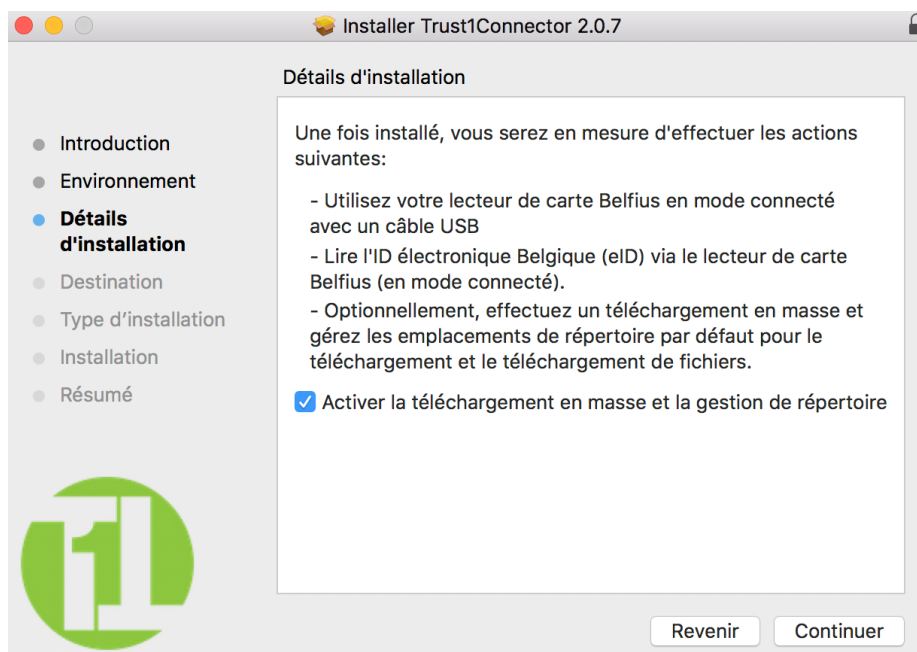 Installer Trust1Connector 2.0.7
Détails d'installation
Introduction
Environnement
Détails
d'installation
Destination
Type d’installation
Installation
Résumé
Une fois installé, vous serez en mesure d'effectuer les actions
suivantes:
- Utilisez votre lecteur de carte Belfius en mode connecté
avec un câble USB
- Lire l'ID électronique Belgique (eID) via le lecteur de carte
Belfius (en mode connecté).
- Optionnellement, effectuez un téléchargement en masse et
gérez les emplacements de répertoire par défaut pour le
téléchargement et le téléchargement de fichiers.
Activer la téléchargement en masse et la gestion de répertoire
T1
Revenir
Continuer